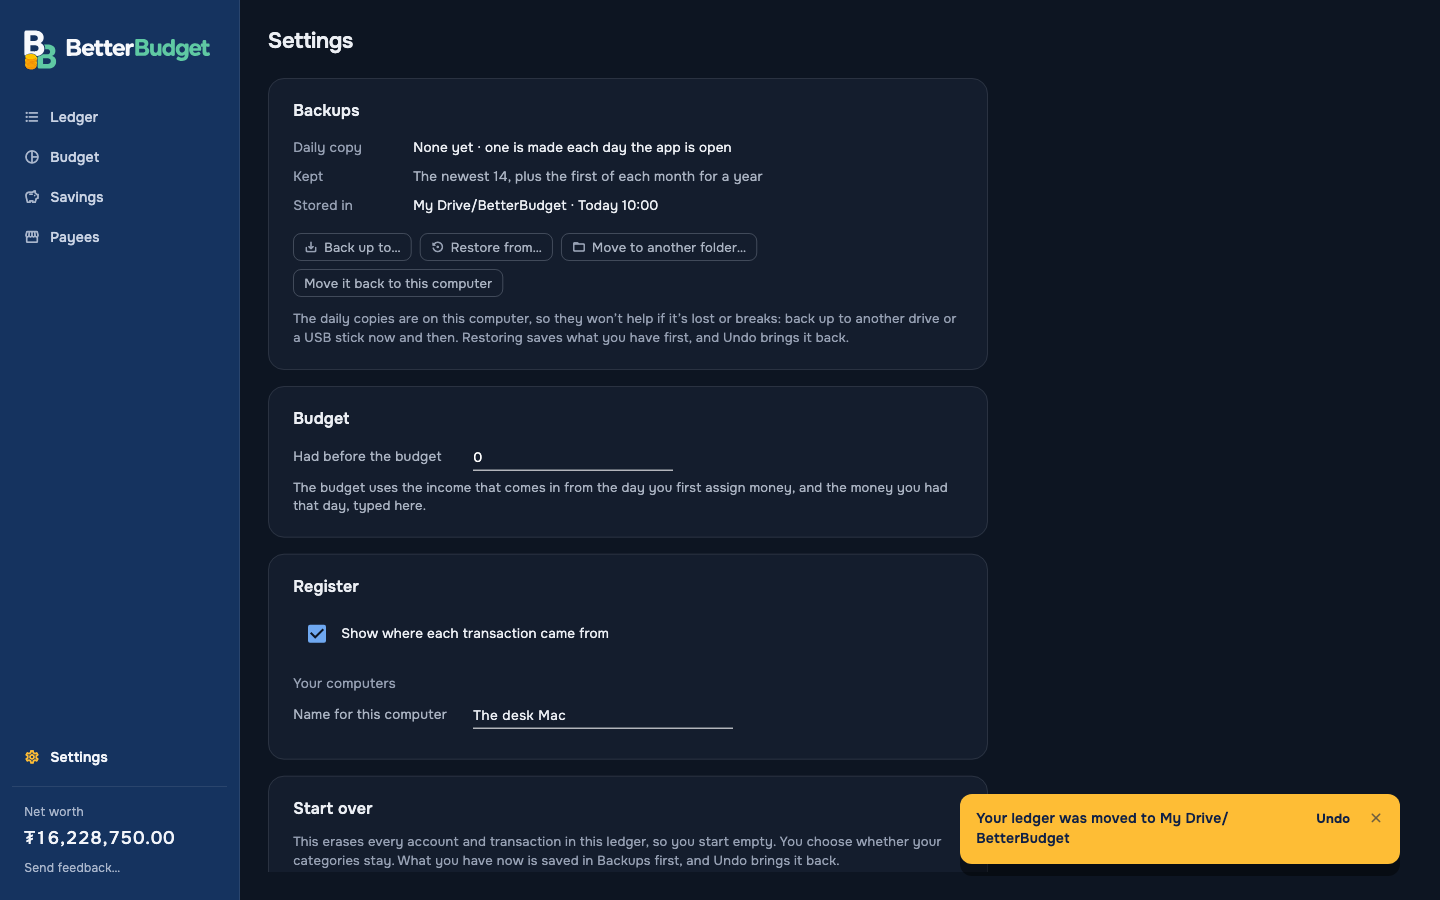 BetterBudget
Ledger
Budget
Savings
Payees
Settings
Net worth
₮16,228,750.00
Send feedback...
Settings
Backups
Daily copy None yet · one is made each day the app is open
Kept The newest 14, plus the first of each month for a year
Stored in My Drive/BetterBudget · Today 10:00
Back up to... Restore from... Move to another folder...
Move it back to this computer
The daily copies are on this computer, so they won't help if it's lost or breaks: back up to another drive or
a USB stick now and then. Restoring saves what you have first, and Undo brings it back.
Budget
Had before the budget 0
The budget uses the income that comes in from the day you first assign money, and the money you had
that day, typed here.
Register
Show where each transaction came from
Your computers
Name for this computer The desk Mac
Start over
This erases every account and transaction in this ledger, so you start empty. You choose whether your
categories stay. What you have now is saved in Backups first, and Undo brings it back.
Your ledger was moved to My Drive/
BetterBudget
Undo